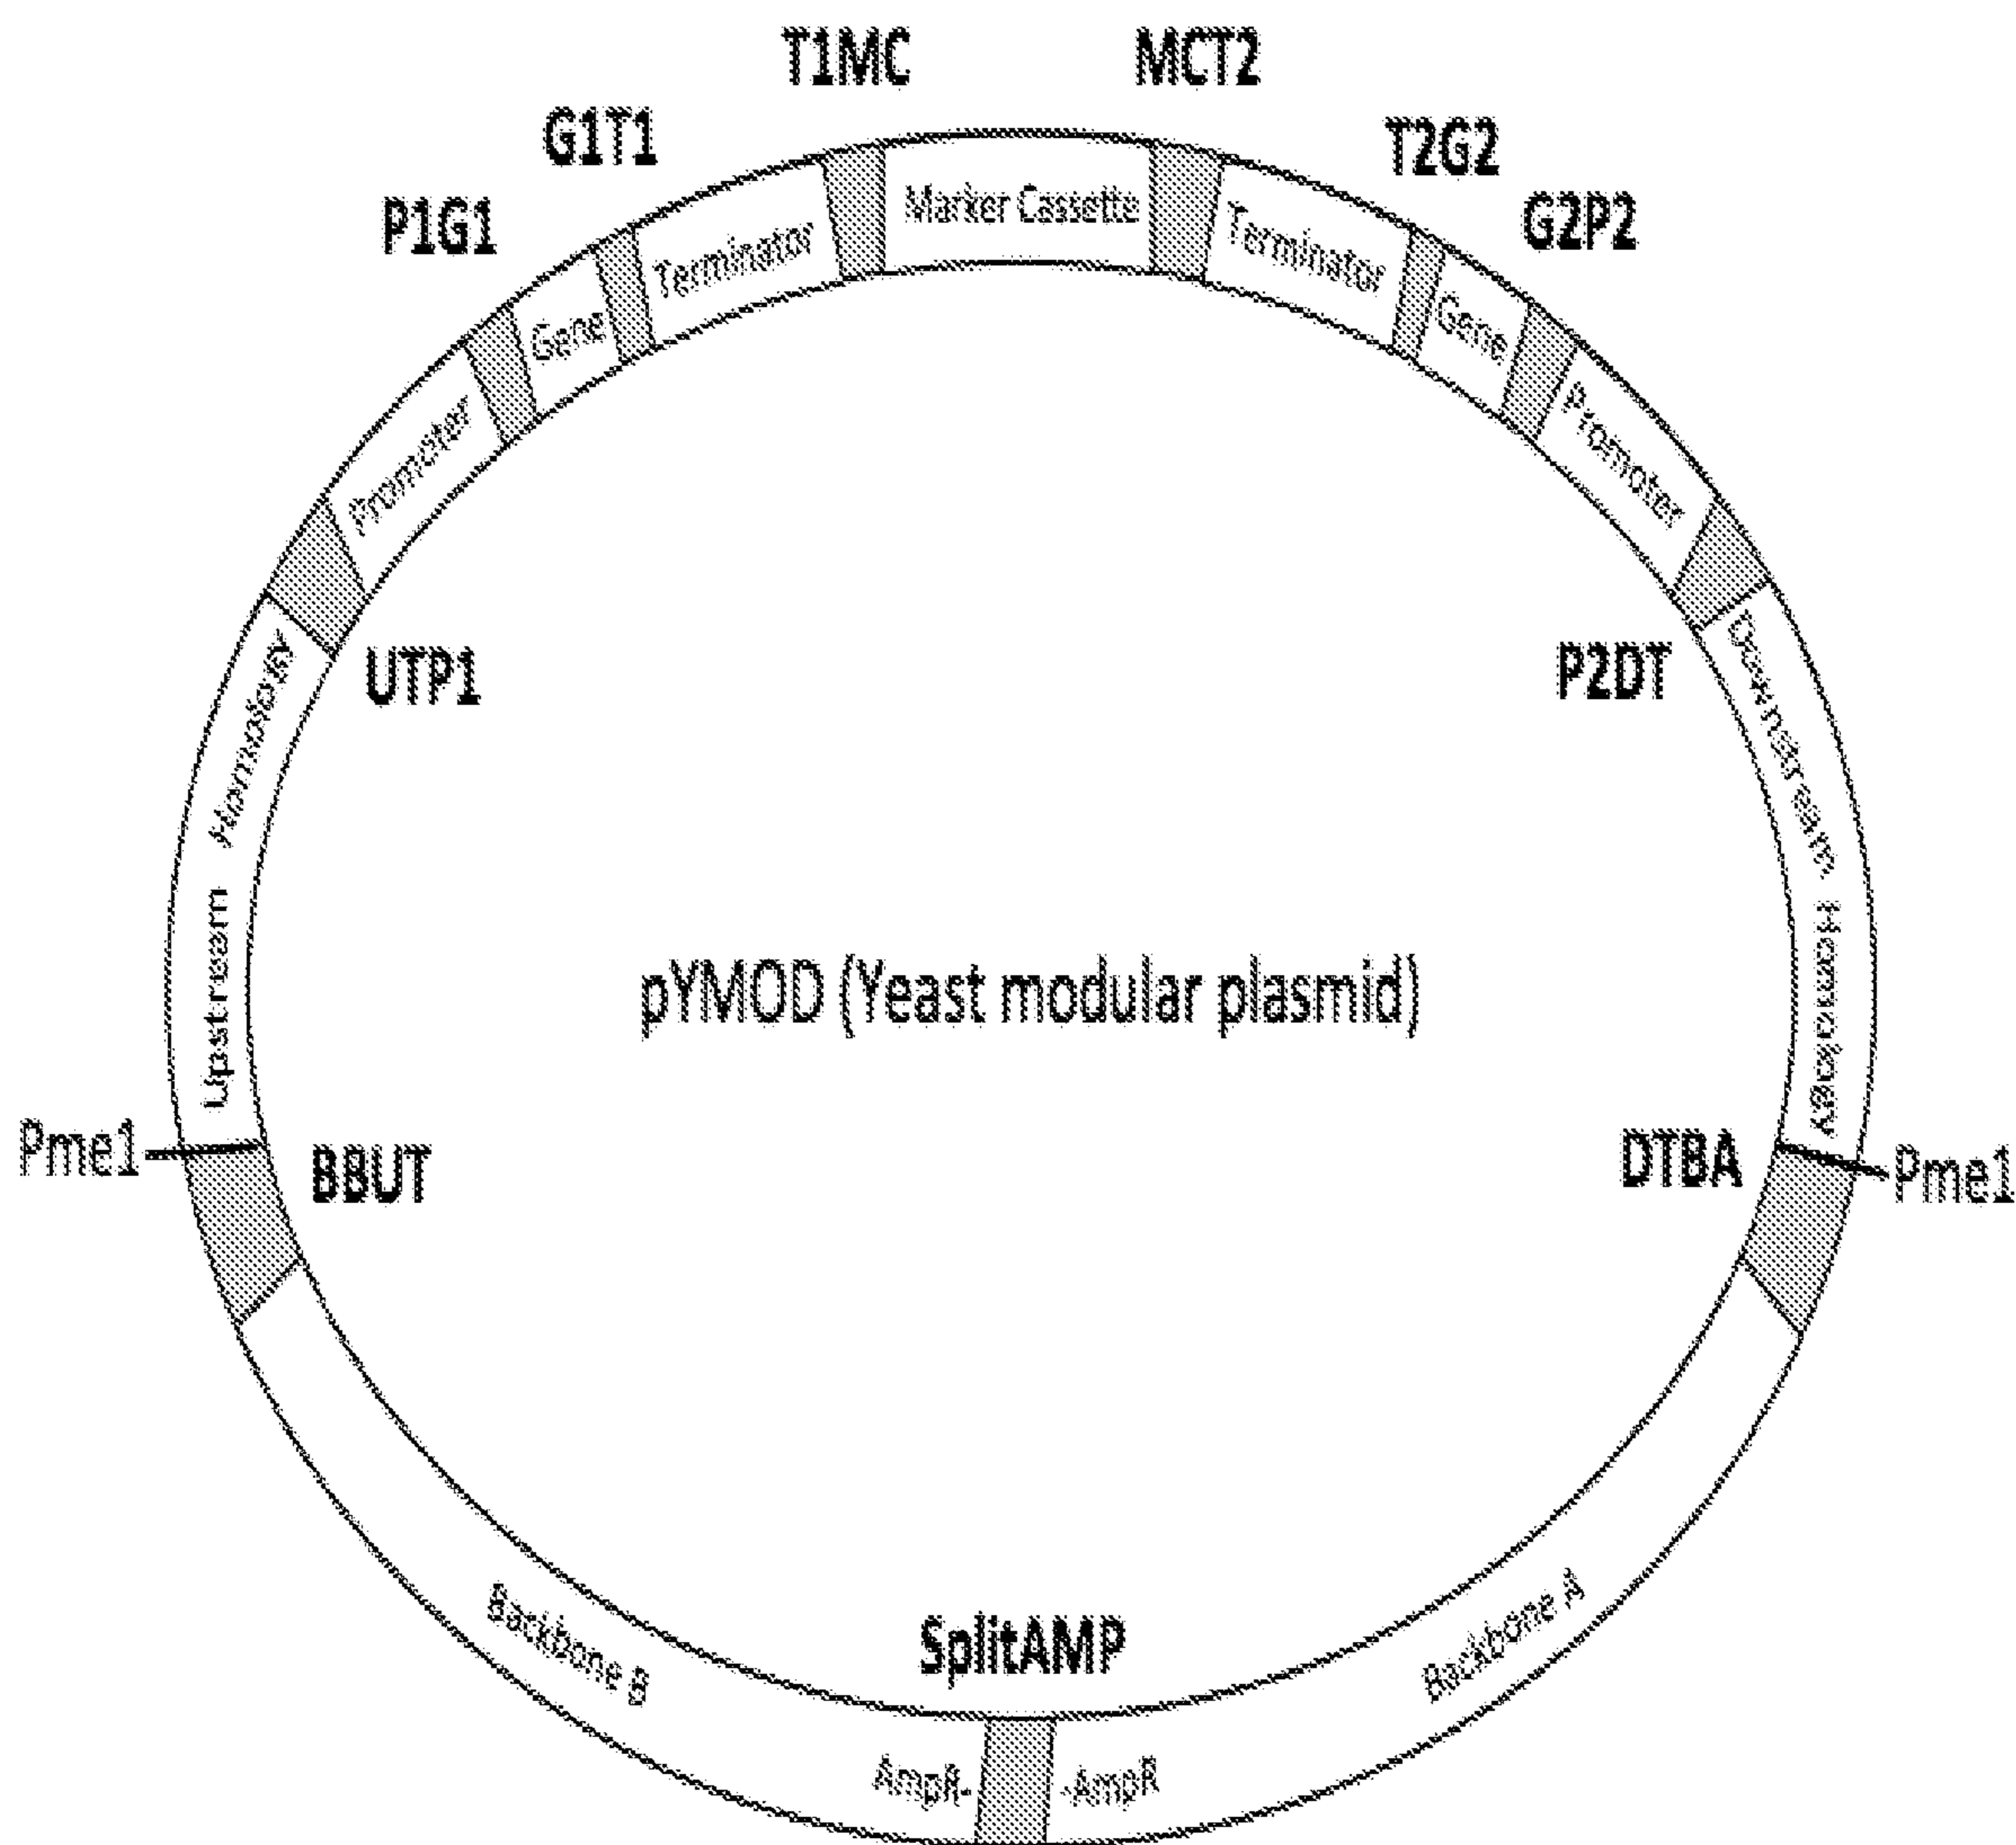 T1MC
MCT2
G1T1
T2G2
P1G1
G2P2
Marker Cassette
Terminator
Terminator
Gene
Gene
Promoter
Promoter
UTP1
P2DT
Upstream Homology
Downstream Homology
pYMOD (Yeast modular plasmid)
Pme1
BBUT
DTBA
Pme1
Backbone B
SplitAMP
Backbone A
AmpR-
-AmpR